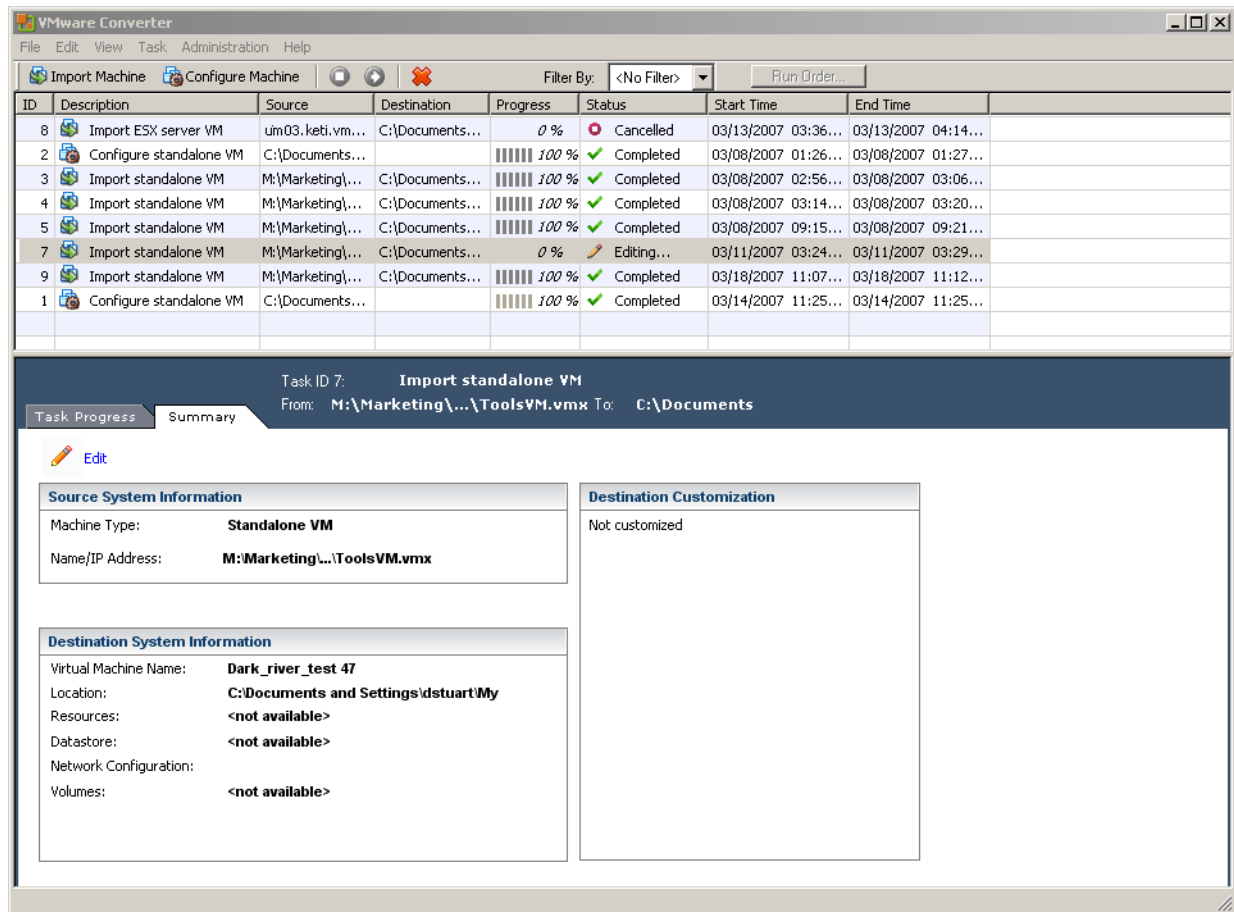 VMware Converter
File Edit View Task Administration Help
Import Machine Configure Machine Filter By: <No Filter> Run Order...
ID Description Source Destination Progress Status Start Time End Time
8 Import ESX server VM um03.keti.vm... C:\Documents... 0 % Cancelled 03/13/2007 03:36... 03/13/2007 04:14...
2 Configure standalone VM C:\Documents... 100 % Completed 03/08/2007 01:26... 03/08/2007 01:27...
3 Import standalone VM M:\Marketing\... C:\Documents... 100 % Completed 03/08/2007 02:56... 03/08/2007 03:06...
4 Import standalone VM M:\Marketing\... C:\Documents... 100 % Completed 03/08/2007 03:14... 03/08/2007 03:20...
5 Import standalone VM M:\Marketing\... C:\Documents... 100 % Completed 03/08/2007 09:15... 03/08/2007 09:21...
7 Import standalone VM M:\Marketing\... C:\Documents... 0 % Editing... 03/11/2007 03:24... 03/11/2007 03:29...
9 Import standalone VM M:\Marketing\... C:\Documents... 100 % Completed 03/18/2007 11:07... 03/18/2007 11:12...
1 Configure standalone VM C:\Documents... 100 % Completed 03/14/2007 11:25... 03/14/2007 11:25...
Task ID 7: Import standalone VM
From: M:\Marketing\...\ToolsVM.vmx To: C:\Documents
Task Progress Summary
Edit
Source System Information
Machine Type: Standalone VM
Name/IP Address: M:\Marketing\...\ToolsVM.vmx
Destination Customization
Not customized
Destination System Information
Virtual Machine Name: Dark_river_test 47
Location: C:\Documents and Settings\dstuart\My
Resources: <not available>
Datastore: <not available>
Network Configuration:
Volumes: <not available>